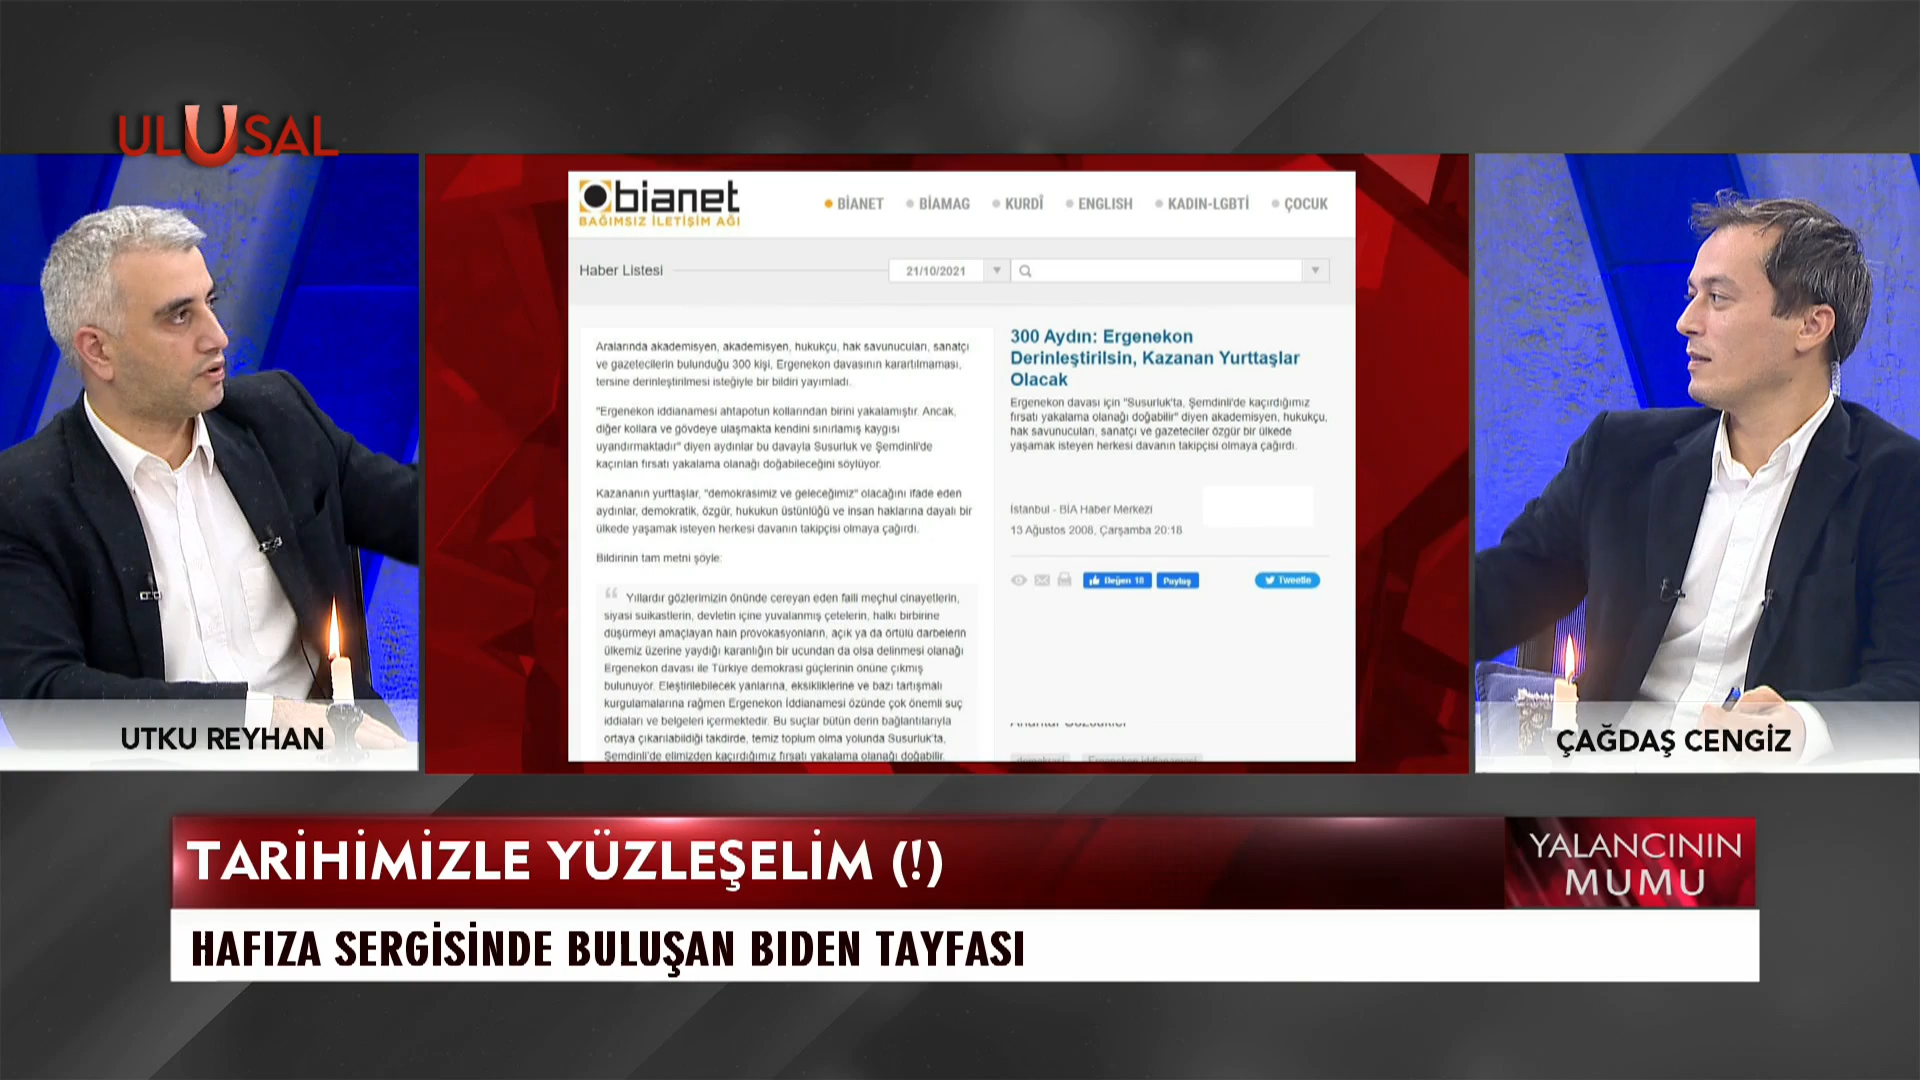 ULUSAL
bianet
BAĞIMSIZ İLETİŞİM AĞI
BİANET
BİAMAG
KURDÎ
ENGLISH
KADIN-LGBTİ
ÇOCUK
Haber Listesi
21/10/2021
Aralarında akademisyen, akademisyen, hukukçu, hak savunucuları, sanatçı
ve gazetecilerin bulunduğu 300 kişi, Ergenekon davasının karartılmaması,
tersine derinleştirilmesi isteğiyle bir bildiri yayımladı.
"Ergenekon iddianamesi ahtapotun kollarından birini yakalamıştır. Ancak,
diğer kollara ve gövdeye ulaşmakta kendini sınırlamış kaygısı
uyandırmaktadır" diyen aydınlar bu davayla Susurluk ve Şemdinli'de
kaçırılan fırsatı yakalama olanağı doğabileceğini söylüyor.
Kazananın yurttaşlar, "demokrasimiz ve geleceğimiz" olacağını ifade eden
aydınlar, demokratik, özgür, hukukun üstünlüğü ve insan haklarına dayalı bir
ülkede yaşamak isteyen herkesi davanın takipçisi olmaya çağırdı.
Bildirinin tam metni şöyle:
“ Yıllardır gözlerimizin önünde cereyan eden faili meçhul cinayetlerin,
siyasi suikastlerin, devletin içine yuvalanmış çetelerin, halkı birbirine
düşürmeyi amaçlayan hain provokasyonların, açık ya da örtülü darbelerin
ülkemiz üzerine yaydığı karanlığın bir ucundan da olsa delinmesi olanağı
Ergenekon davası ile Türkiye demokrasi güçlerinin önüne çıkmış
bulunuyor. Eleştirilebilecek yanlarına, eksikliklerine ve bazı tartışmalı
kurgulamalarına rağmen Ergenekon İddianamesi özünde çok önemli suç
iddiaları ve belgeleri içermektedir. Bu suçlar bütün derin bağlantılarıyla
ortaya çıkarılabildiği takdirde, temiz toplum olma yolunda Susurluk'ta,
Şemdinli'de elimizden kaçırdığımız fırsatı yakalama olanağı doğabilir.
300 Aydın: Ergenekon
Derinleştirilsin, Kazanan Yurttaşlar
Olacak
Ergenekon davası için "Susurluk'ta, Şemdinli'de kaçırdığımız
fırsatı yakalama olanağı doğabilir" diyen akademisyen, hukukçu,
hak savunucuları, sanatçı ve gazeteciler özgür bir ülkede
yaşamak isteyen herkesi davanın takipçisi olmaya çağırdı.
İstanbul - BİA Haber Merkezi
13 Ağustos 2008, Çarşamba 20:18
Beğen 18
Paylaş
Tweetle
UTKU REYHAN
ÇAĞDAŞ CENGİZ
TARİHİMİZLE YÜZLEŞELİM (!)
YALANCININ
MUMU
HAFIZA SERGİSİNDE BULUŞAN BIDEN TAYFASI